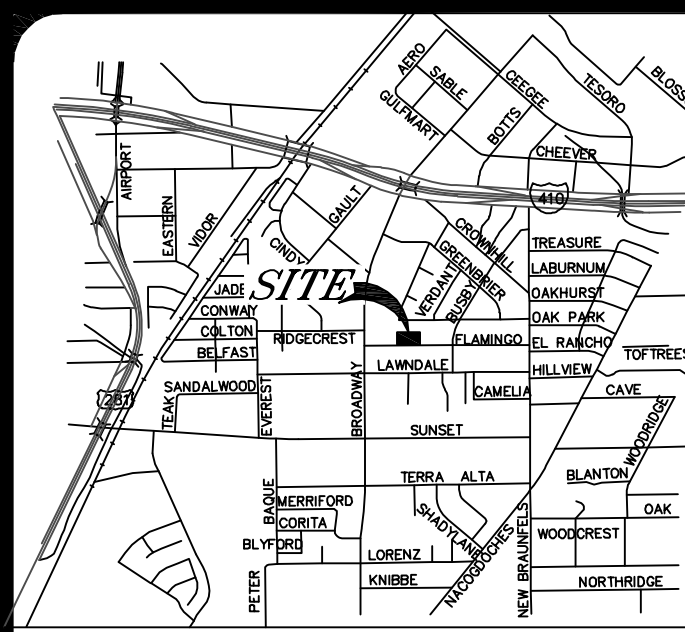 AERO
SABLE
GULFMART
CEEGEE
TESORO
BLOSS
BOTTS
CHEEVER
AIRPORT
EASTERN
VIDOR
GAULT
410
CINDY
CROWNHILL
GREENBRIER
VERDANT
BUSBY
TREASURE
LABURNUM
OAKHURST
OAK PARK
EL RANCHO
HILLVIEW
TOFTREES
SITE
JADE
CONWAY
COLTON
BELFAST
RIDGECREST
FLAMINGO
LAWNDALE
CAMELIA
281
SANDALWOOD
TEAK
EVEREST
BROADWAY
SUNSET
CAVE
WOODRIDGE
TERRA ALTA
BLANTON
BAQUE
MERRIFORD
CORITA
BLYFORD
SHADYLANE
OAK
WOODCREST
LORENZ
KNIBBE
NACOGDOCHES
NEW BRAUNFELS
NORTHRIDGE
PETER